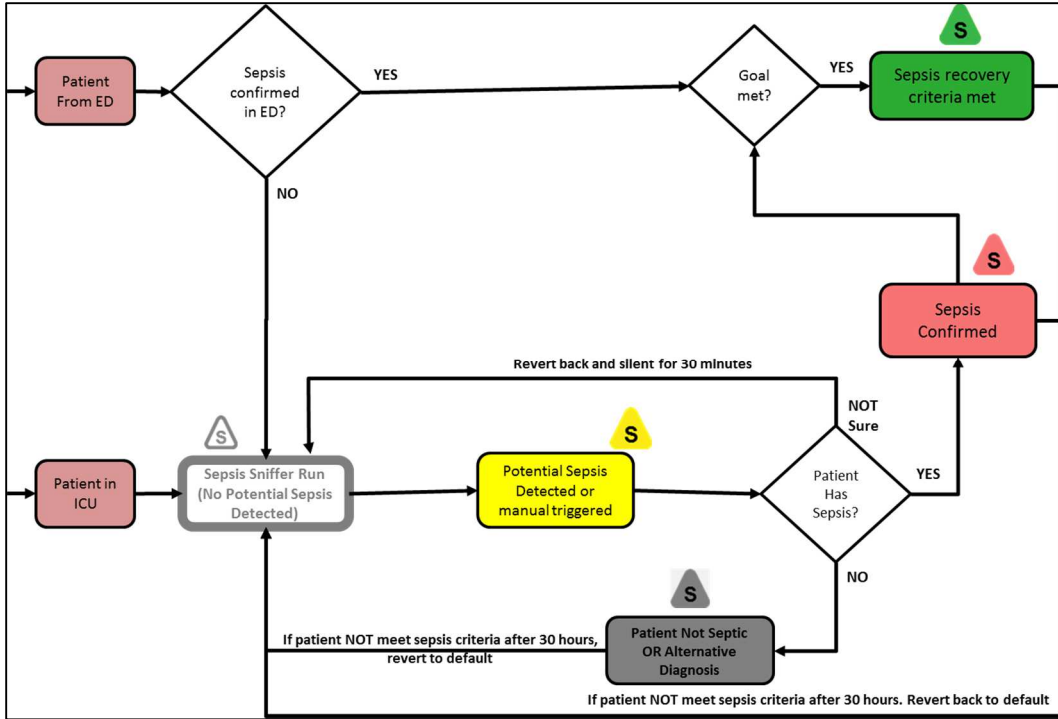 S
Patient
From ED
Sepsis
confirmed
in ED?
YES
Goal
met?
YES
Sepsis recovery
criteria met
NO
S
Sepsis
Confirmed
Revert back and silent for 30 minutes
NOT
Sure
S
S
Patient in
ICU
Sepsis Sniffer Run
(No Potential Sepsis
Detected)
Potential Sepsis
Detected or
manual triggered
Patient
Has
Sepsis?
YES
NO
S
If patient NOT meet sepsis criteria after 30 hours,
revert to default
Patient Not Septic
OR Alternative
Diagnosis
If patient NOT meet sepsis criteria after 30 hours. Revert back to default